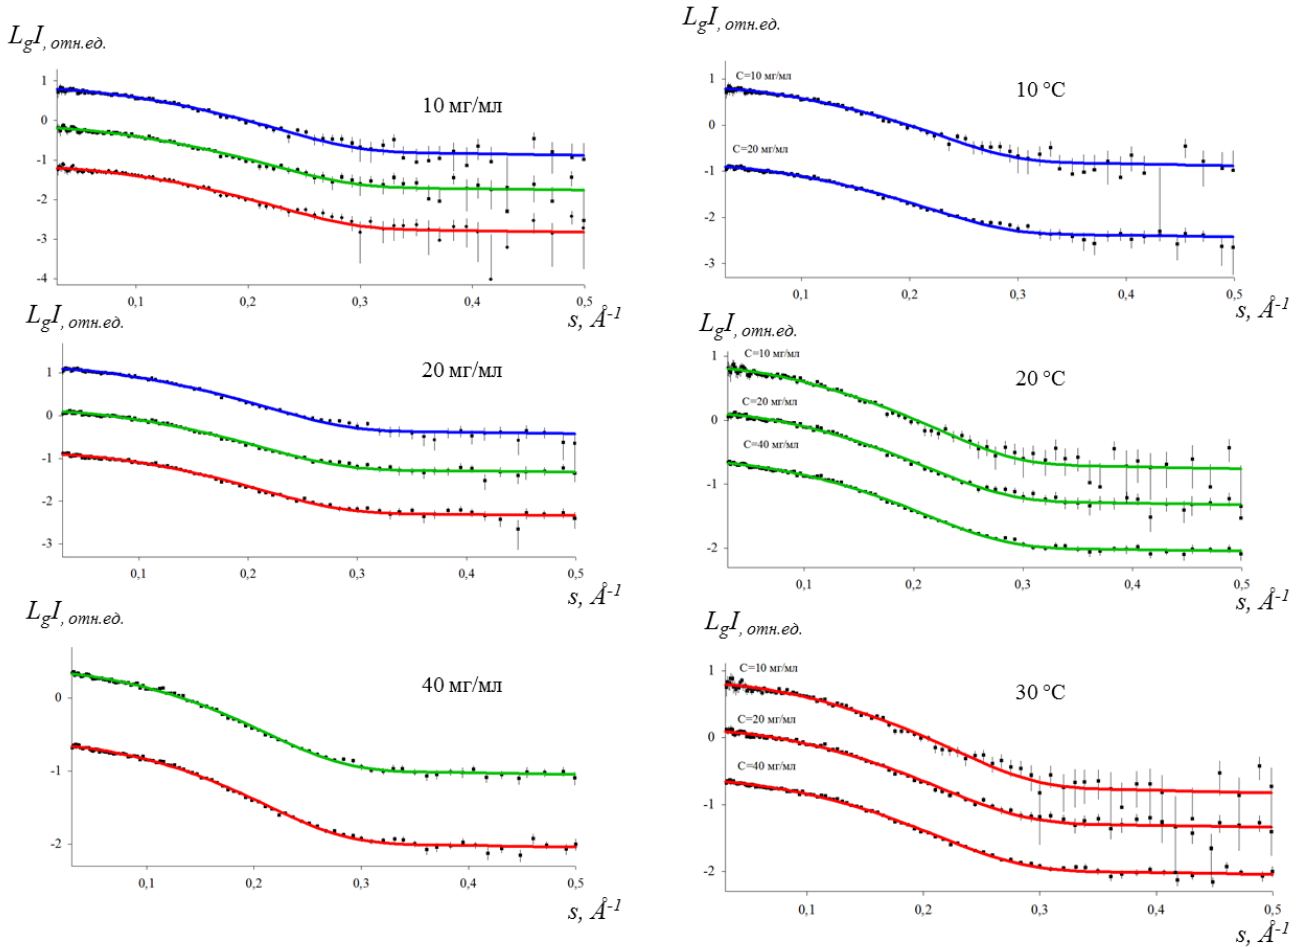 LgI, отн.ед.
10 мг/мл
1
0
-1
-2
-3
-4
0,1 0,2 0,3 0,4 0,5
s, Å-1
LgI, отн.ед.
20 мг/мл
1
0
-1
-2
-3
0,1 0,2 0,3 0,4 0,5
s, Å-1
LgI, отн.ед.
40 мг/мл
0
-1
-2
0,1 0,2 0,3 0,4 0,5
s, Å-1
LgI, отн.ед.
10 °C
C=10 мг/мл
C=20 мг/мл
1
0
-1
-2
-3
0,1 0,2 0,3 0,4 0,5
s, Å-1
LgI, отн.ед.
20 °C
C=10 мг/мл
C=20 мг/мл
C=40 мг/мл
1
0
-1
-2
0,1 0,2 0,3 0,4 0,5
s, Å-1
LgI, отн.ед.
30 °C
C=10 мг/мл
C=20 мг/мл
C=40 мг/мл
1
0
-1
-2
0,1 0,2 0,3 0,4 0,5
s, Å-1